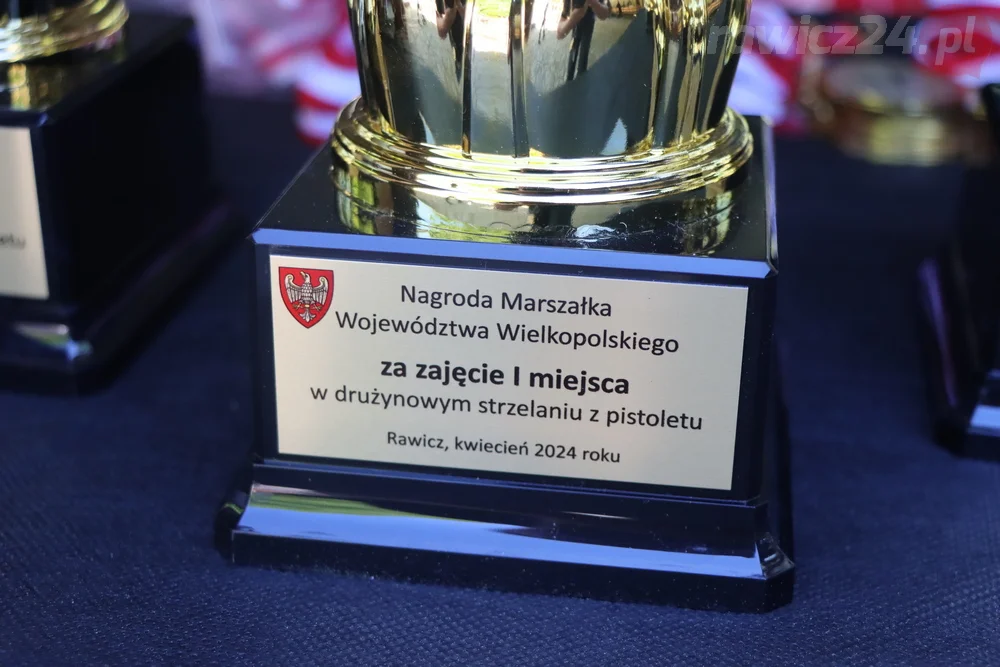 rawicz24.pl
Nagroda Marszałka
Województwa Wielkopolskiego
za zajęcie I miejsca
w drużynowym strzelaniu z pistoletu
Rawicz, kwiecień 2024 roku